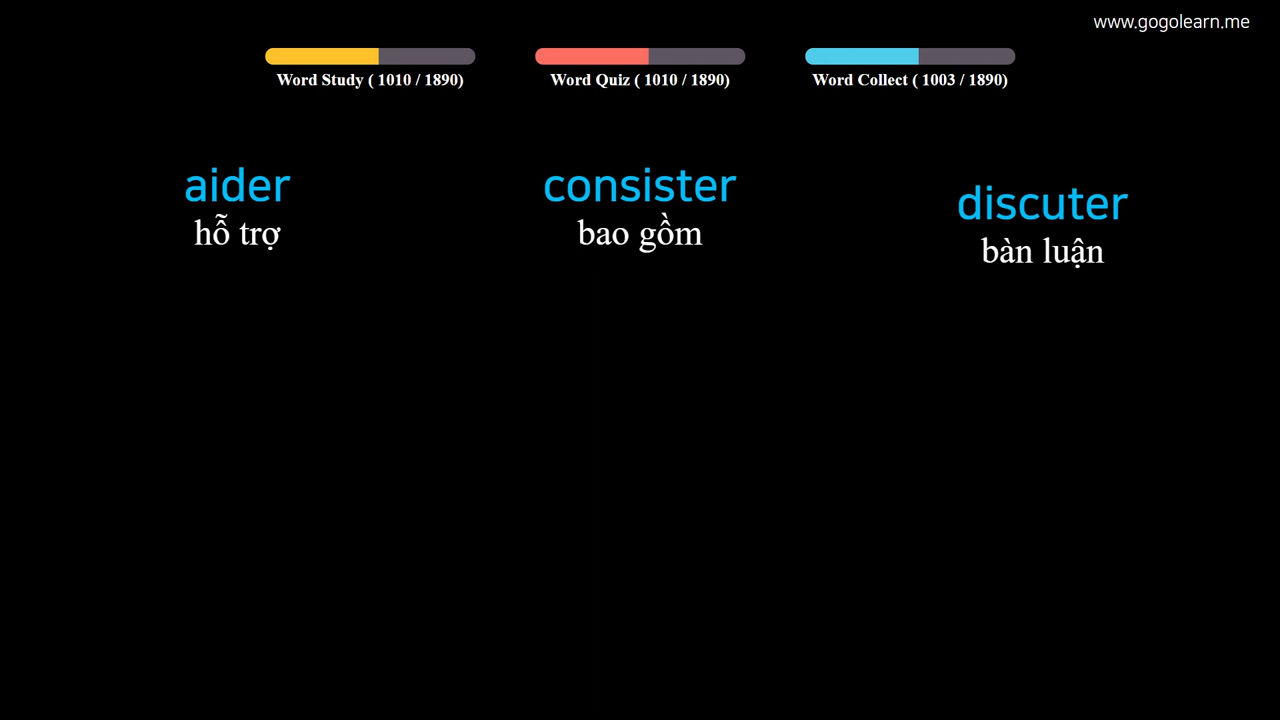 www.gogolearn.me
Word Study ( 1010 / 1890)
Word Quiz ( 1010 / 1890)
Word Collect ( 1003 / 1890)
aider
hỗ trợ
consister
bao gồm
discuter
bàn luận